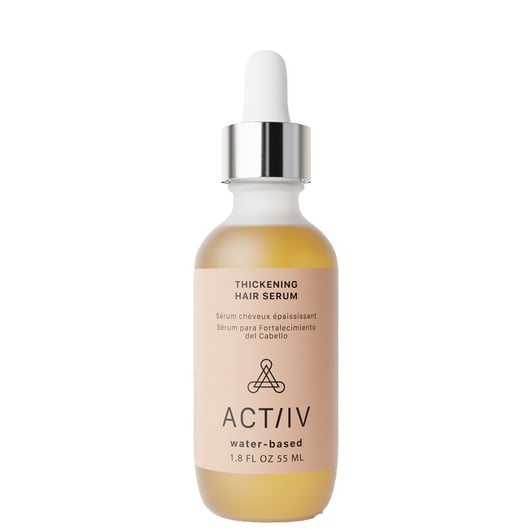 THICKENING
HAIR SERUM
Sérum cheveux épaississant
Sérum para Fortalecimiento
del Cabello
ACT/IV
water-based
1.8 FL OZ 55 ML